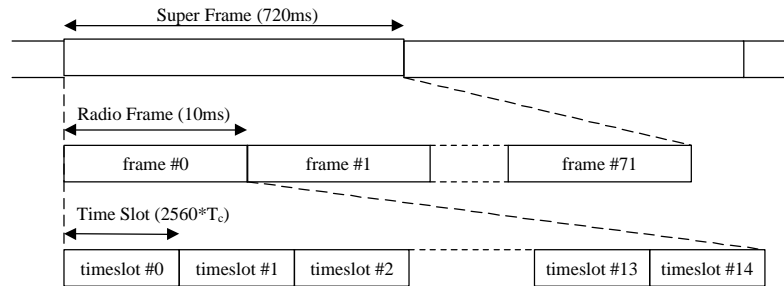 Super Frame (720ms)
Radio Frame (10ms)
frame #0 frame #1 frame #71
Time Slot (2560*Tc)
timeslot #0 timeslot #1 timeslot #2 timeslot #13 timeslot #14